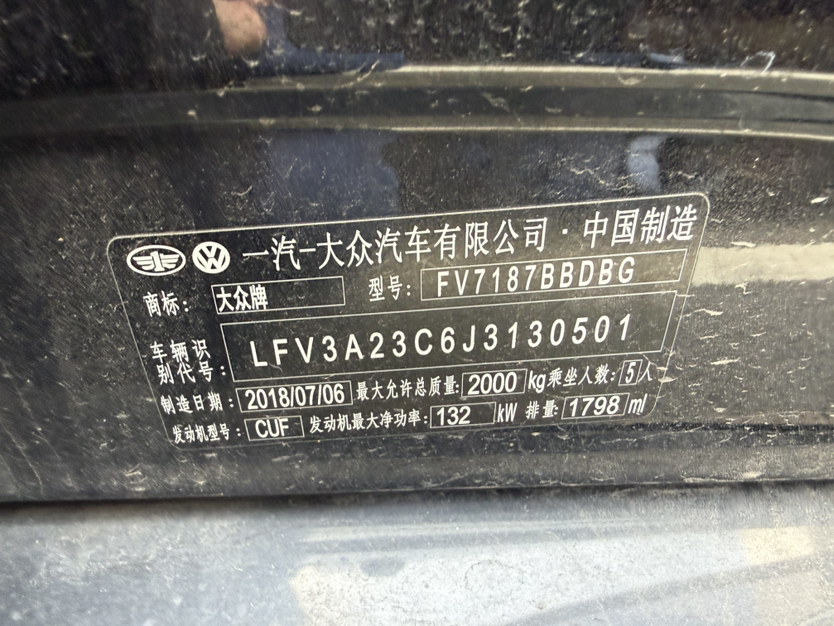 一汽-大众汽车有限公司·中国制造
商标: 大众牌 型号: FV7187BBDBG
车辆识别代号: LFV3A23C6J3130501
制造日期: 2018/07/06 最大允许总质量: 2000 kg 乘坐人数: 5 人
发动机型号: CUF 发动机最大净功率: 132 kW 排量: 1798 ml